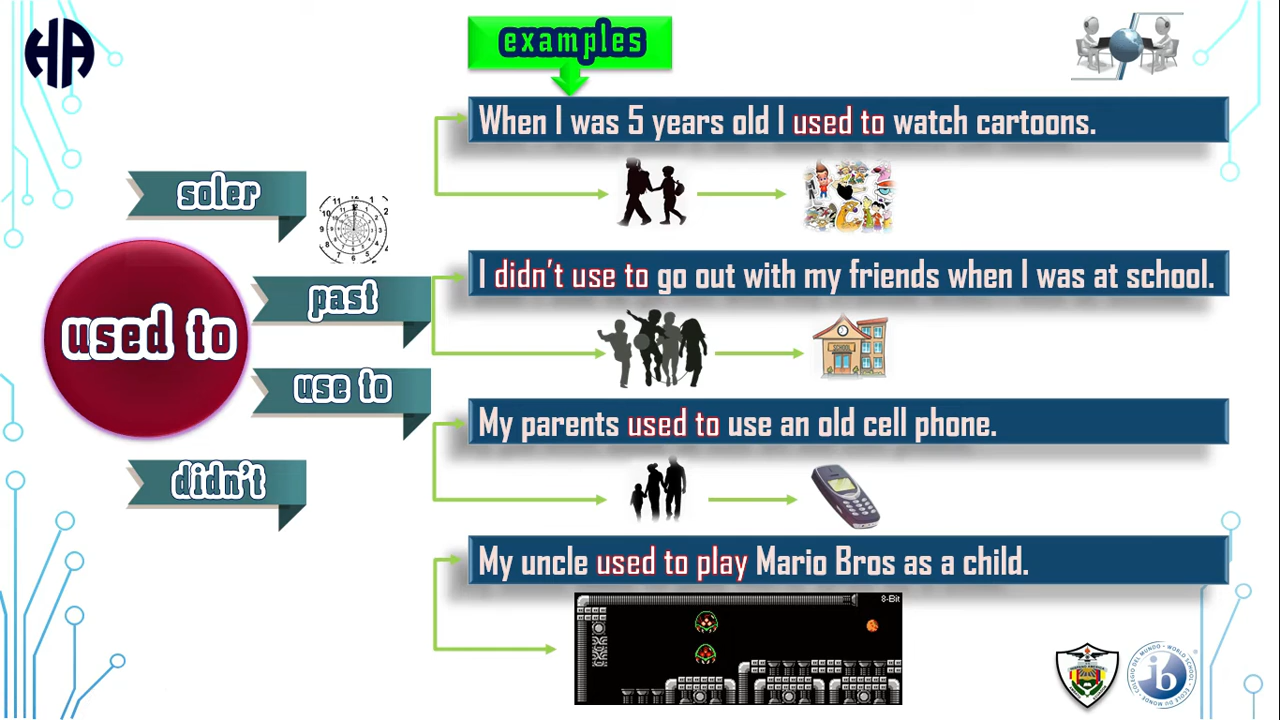 HA
examples
When I was 5 years old I used to watch cartoons.
soler
past
used to
use to
didn't
I didn't use to go out with my friends when I was at school.
My parents used to use an old cell phone.
My uncle used to play Mario Bros as a child.
8-Bit
SCHOOL